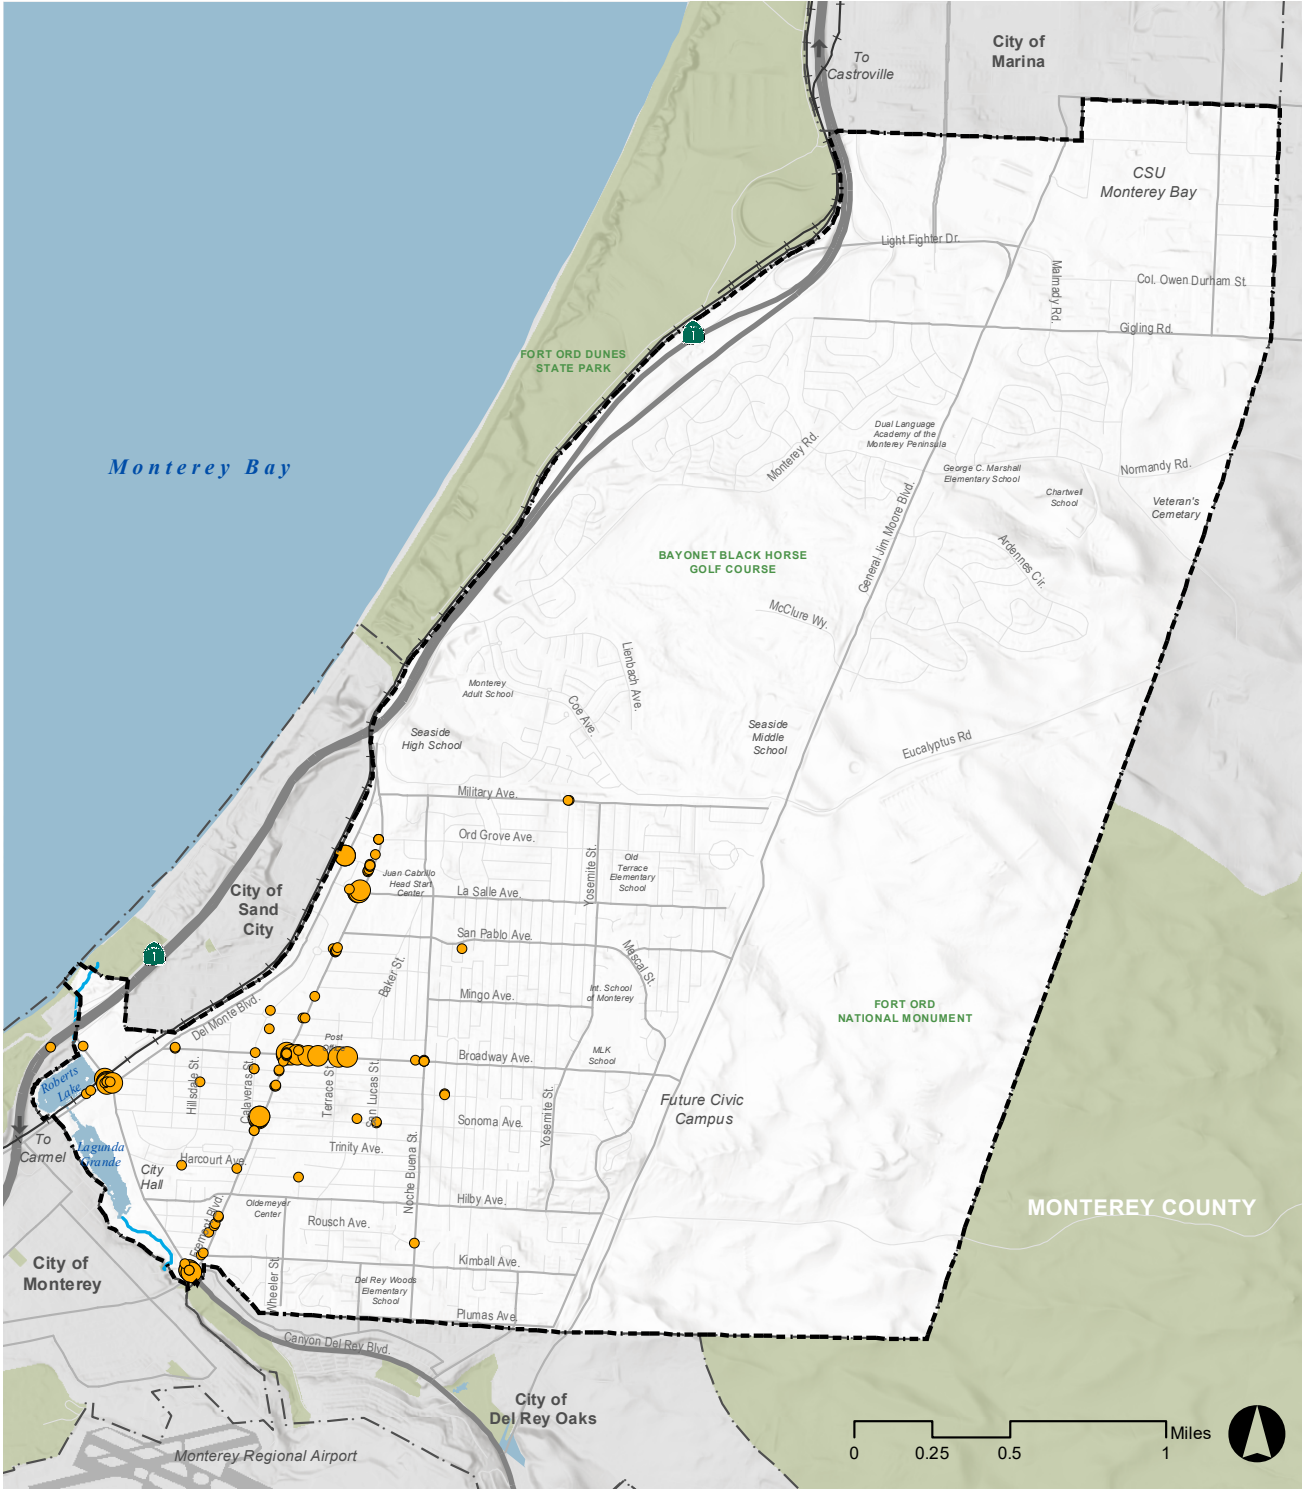 City of
Marina
To
Castroville
CSU
Monterey Bay
Light Fighter Dr.
Malmady Rd.
Col. Owen Durham St.
Gigling Rd.
1
FORT ORD DUNES
STATE PARK
Monterey Bay
Dual Language
Academy of the
Monterey Peninsula
Monterey Rd.
George C. Marshall
Elementary School
Normandy Rd.
Chartwell
School
Veteran's
Cemetary
General Jim Moore Blvd.
BAYONET BLACK HORSE
GOLF COURSE
Ardennes Cir.
McClure Wy.
Lienbach Ave.
Monterey
Adult School
Coe Ave.
Seaside
High School
Seaside
Middle
School
Eucalyptus Rd
Military Ave.
Ord Grove Ave.
Yosemite St.
Old
Terrace
Elementary
School
Juan Cabrillo
Head Start
Center
City of
Sand
City
La Salle Ave.
San Pablo Ave.
1
Mascal St.
Baker St.
Mingo Ave.
Int. School
of Monterey
FORT ORD
NATIONAL MONUMENT
Del Monte Blvd.
Post
Broadway Ave.
MLK
School
Roberts
Lake
Hillsdale St.
Calaveras St.
Terrace St.
San Lucas St.
Future Civic
Campus
Sonoma Ave.
Yosemite St.
To
Carmel
Lagunda
Grande
Trinity Ave.
Harcourt Ave.
City
Hall
Noche Buena St.
Hilby Ave.
Oldemeyer
Center
Rousch Ave.
Fremont Blvd.
MONTEREY COUNTY
City of
Monterey
Kimball Ave.
Wheeler St.
Del Rey Woods
Elementary
School
Plumas Ave.
Canyon Del Rey Blvd.
City of
Del Rey Oaks
Monterey Regional Airport
Miles
0 0.25 0.5 1